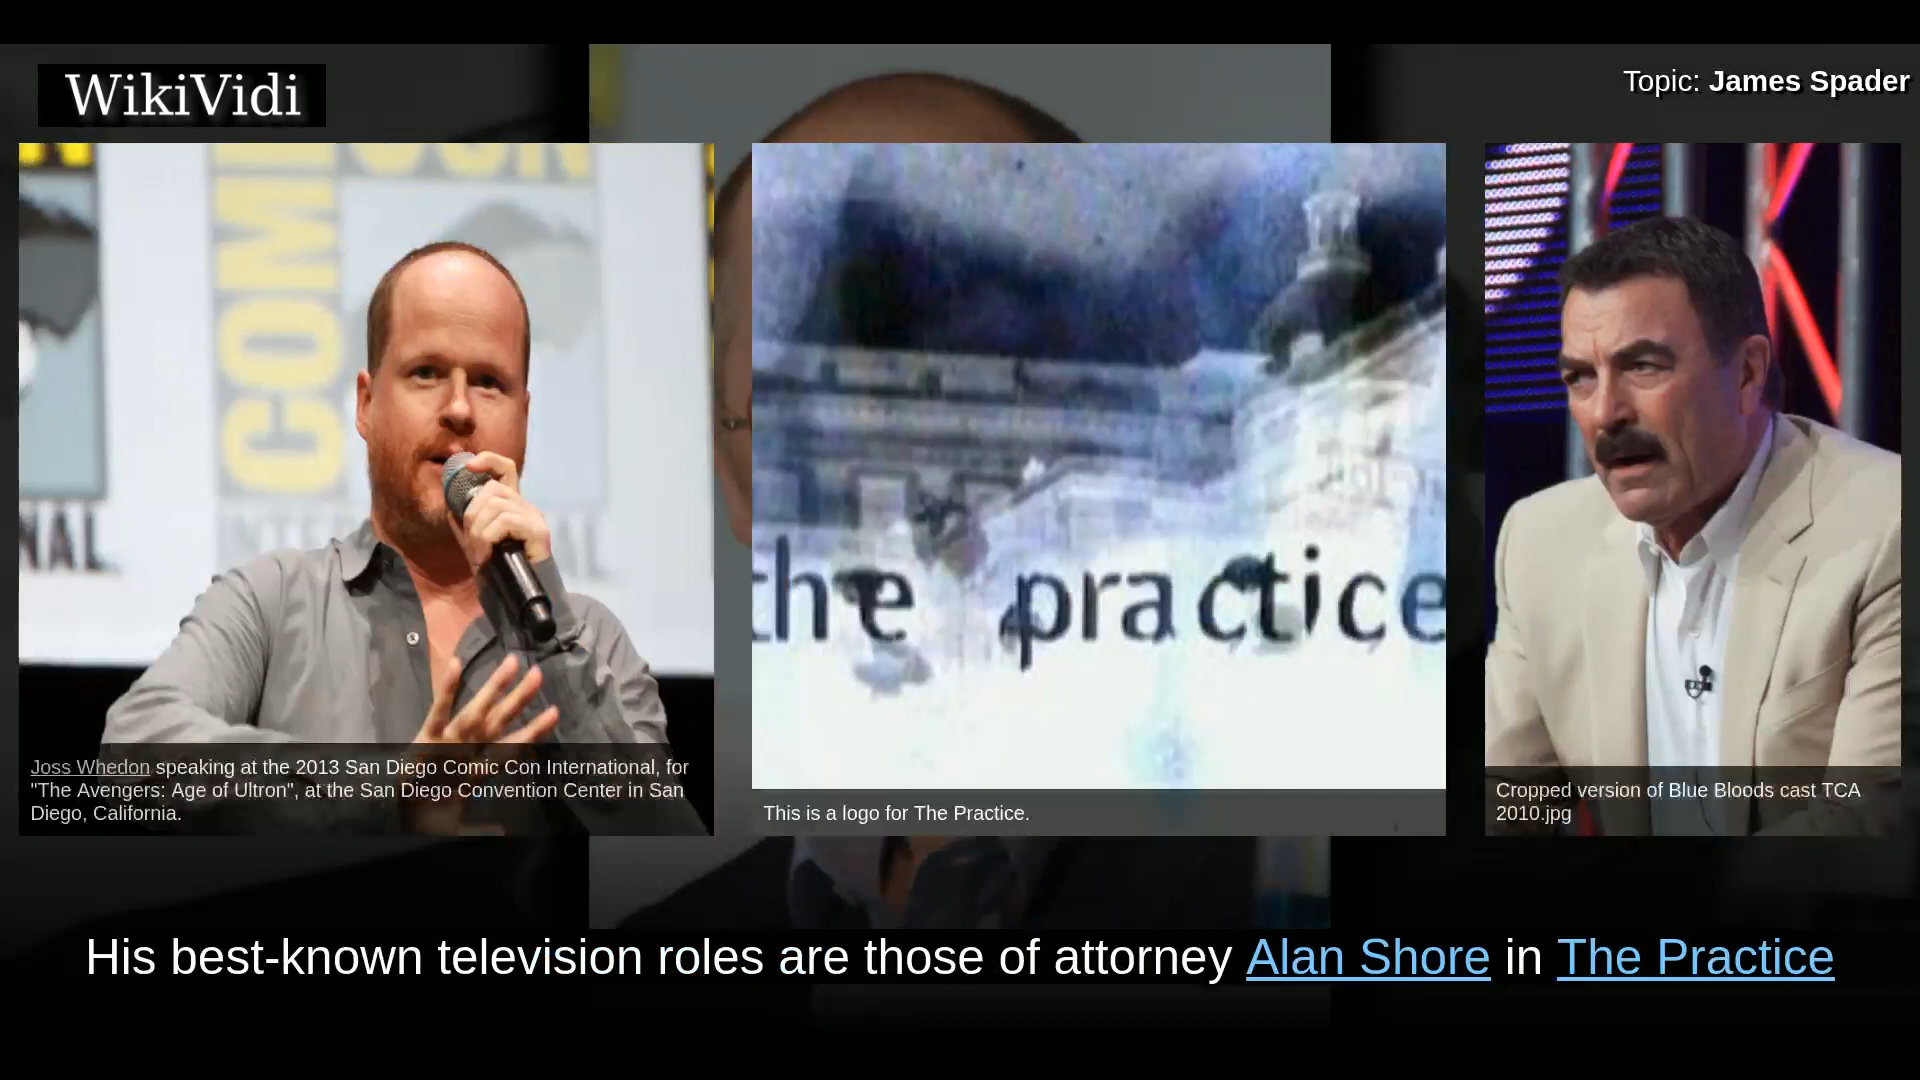 WikiVidi
Topic: James Spader
COMIC
CON
the practice
Joss Whedon speaking at the 2013 San Diego Comic Con International, for
"The Avengers: Age of Ultron", at the San Diego Convention Center in San
Diego, California.
This is a logo for The Practice.
Cropped version of Blue Bloods cast TCA
2010.jpg
His best-known television roles are those of attorney Alan Shore in The Practice